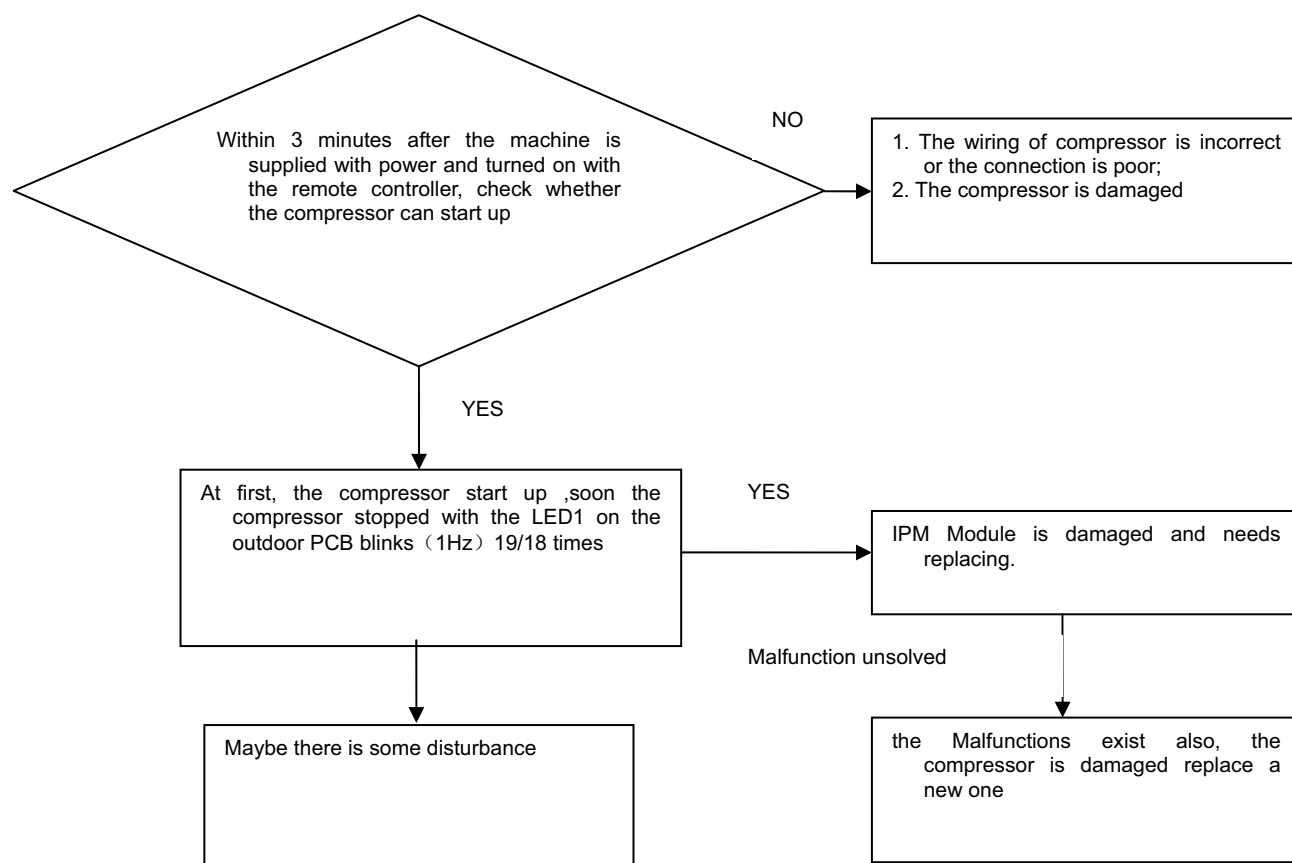 Within 3 minutes after the machine is
supplied with power and turned on with
the remote controller, check whether
the compressor can start up
NO
1. The wiring of compressor is incorrect
or the connection is poor;
2. The compressor is damaged
YES
At first, the compressor start up ,soon the
compressor stopped with the LED1 on the
outdoor PCB blinks（1Hz）19/18 times
YES
IPM Module is damaged and needs
replacing.
Malfunction unsolved
Maybe there is some disturbance
the Malfunctions exist also, the
compressor is damaged replace a
new one